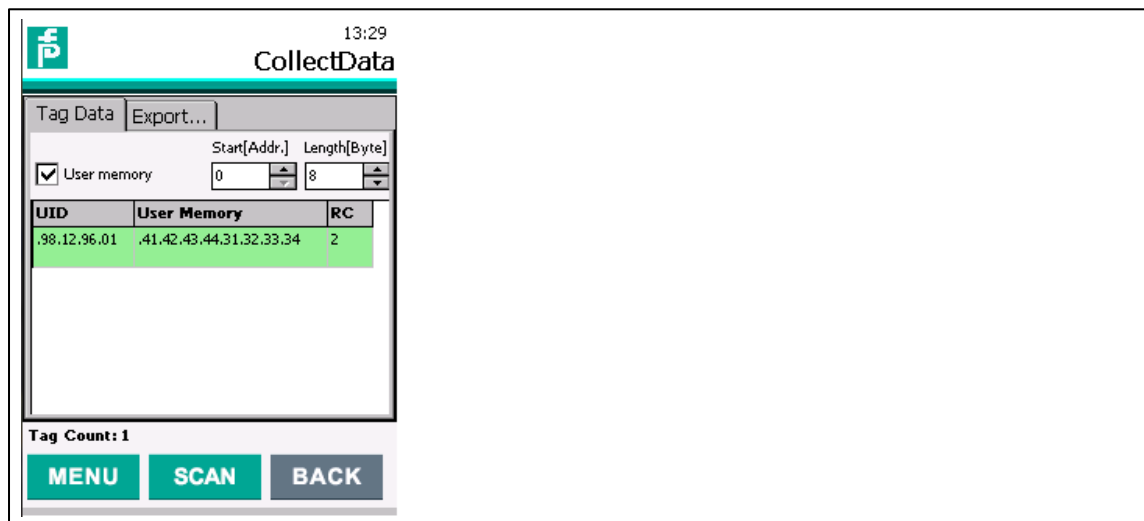 13:29
CollectData
Tag Data Export...
Start[Addr.] Length[Byte]
User memory 0 8
UID User Memory RC
.98.12.96.01 .41.42.43.44.31.32.33.34 2
Tag Count: 1
MENU SCAN BACK